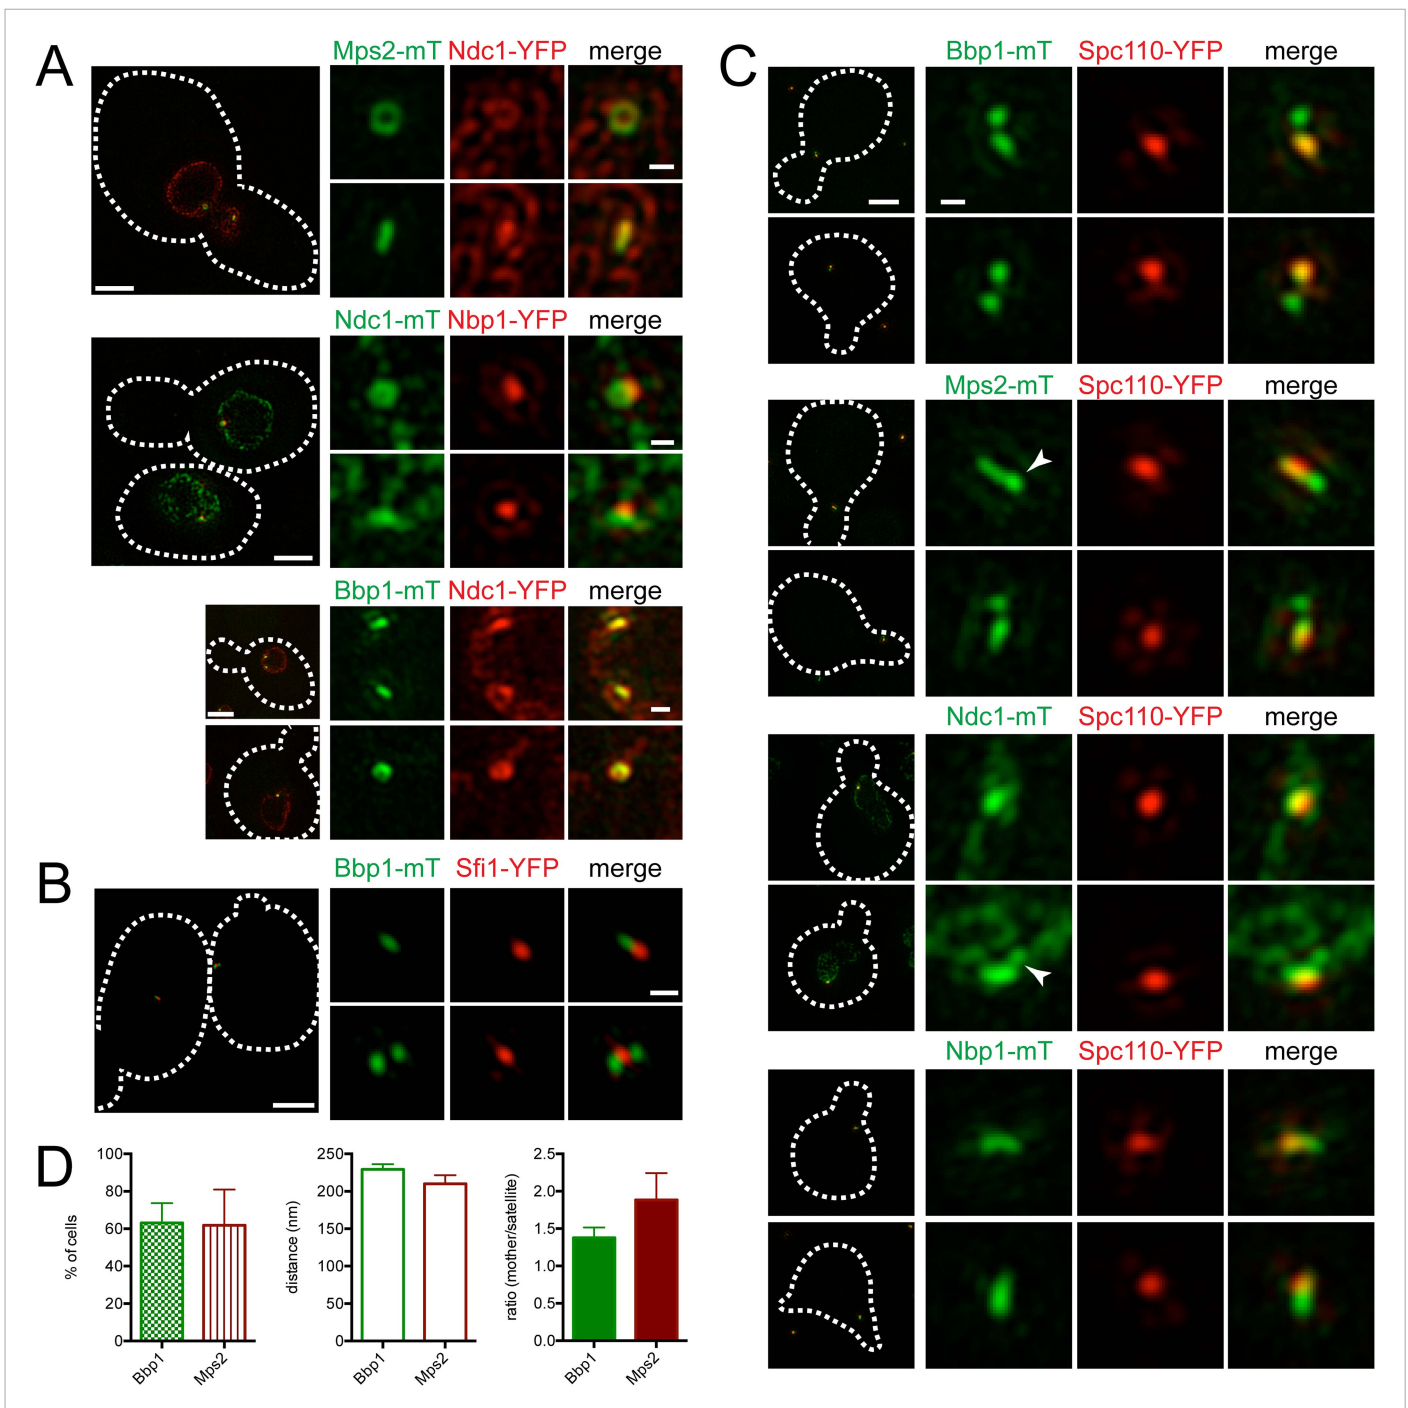 A
Mps2-mT Ndc1-YFP merge
Ndc1-mT Nbp1-YFP merge
Bbp1-mT Ndc1-YFP merge
B
Bbp1-mT Sfi1-YFP merge
C
Bbp1-mT Spc110-YFP merge
Mps2-mT Spc110-YFP merge
Ndc1-mT Spc110-YFP merge
Nbp1-mT Spc110-YFP merge
D
% of cells
100
80
60
40
20
0
Bbp1 Mps2
distance (nm)
250
200
150
100
50
0
Bbp1 Mps2
ratio (mother/satellite)
2.5
2.0
1.5
1.0
0.5
0.0
Bbp1 Mps2